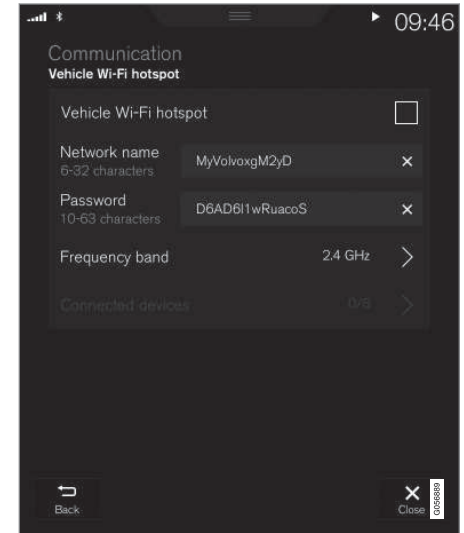 09:46
Communication
Vehicle Wi-Fi hotspot
Vehicle Wi-Fi hotspot
Network name
6-32 characters
MyVolvoxgM2yD
Password
10-63 characters
D6AD6l1wRuacoS
Frequency band 2.4 GHz
Connected devices 0/8
Back
Close
G056889